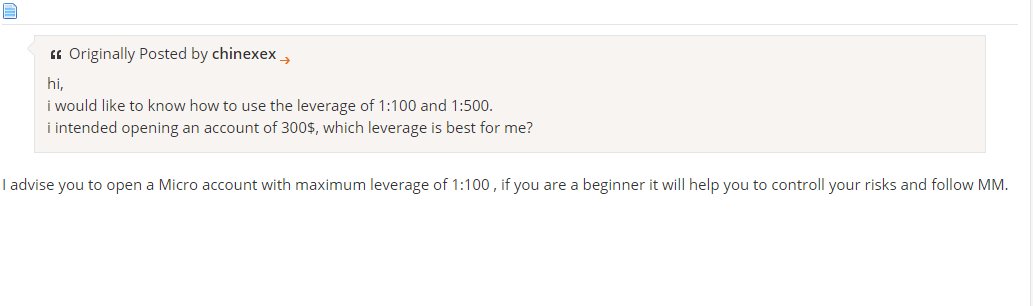 “ Originally Posted by chinexex →
hi,
i would like to know how to use the leverage of 1:100 and 1:500.
i intended opening an account of 300$, which leverage is best for me?
I advise you to open a Micro account with maximum leverage of 1:100 , if you are a beginner it will help you to controll your risks and follow MM.